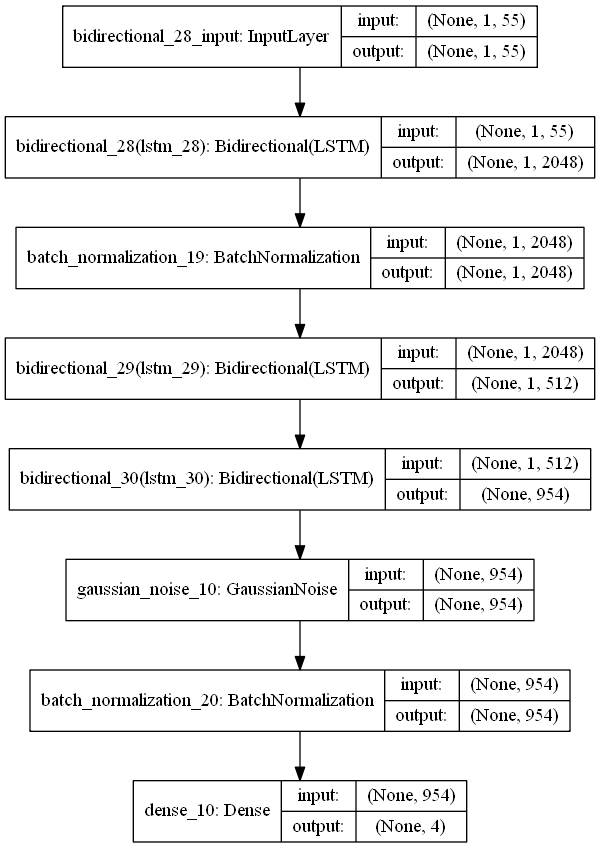 bidirectional_28_input: InputLayer
input: (None, 1, 55)
output: (None, 1, 55)
bidirectional_28(lstm_28): Bidirectional(LSTM)
input: (None, 1, 55)
output: (None, 1, 2048)
batch_normalization_19: BatchNormalization
input: (None, 1, 2048)
output: (None, 1, 2048)
bidirectional_29(lstm_29): Bidirectional(LSTM)
input: (None, 1, 2048)
output: (None, 1, 512)
bidirectional_30(lstm_30): Bidirectional(LSTM)
input: (None, 1, 512)
output: (None, 954)
gaussian_noise_10: GaussianNoise
input: (None, 954)
output: (None, 954)
batch_normalization_20: BatchNormalization
input: (None, 954)
output: (None, 954)
dense_10: Dense
input: (None, 954)
output: (None, 4)